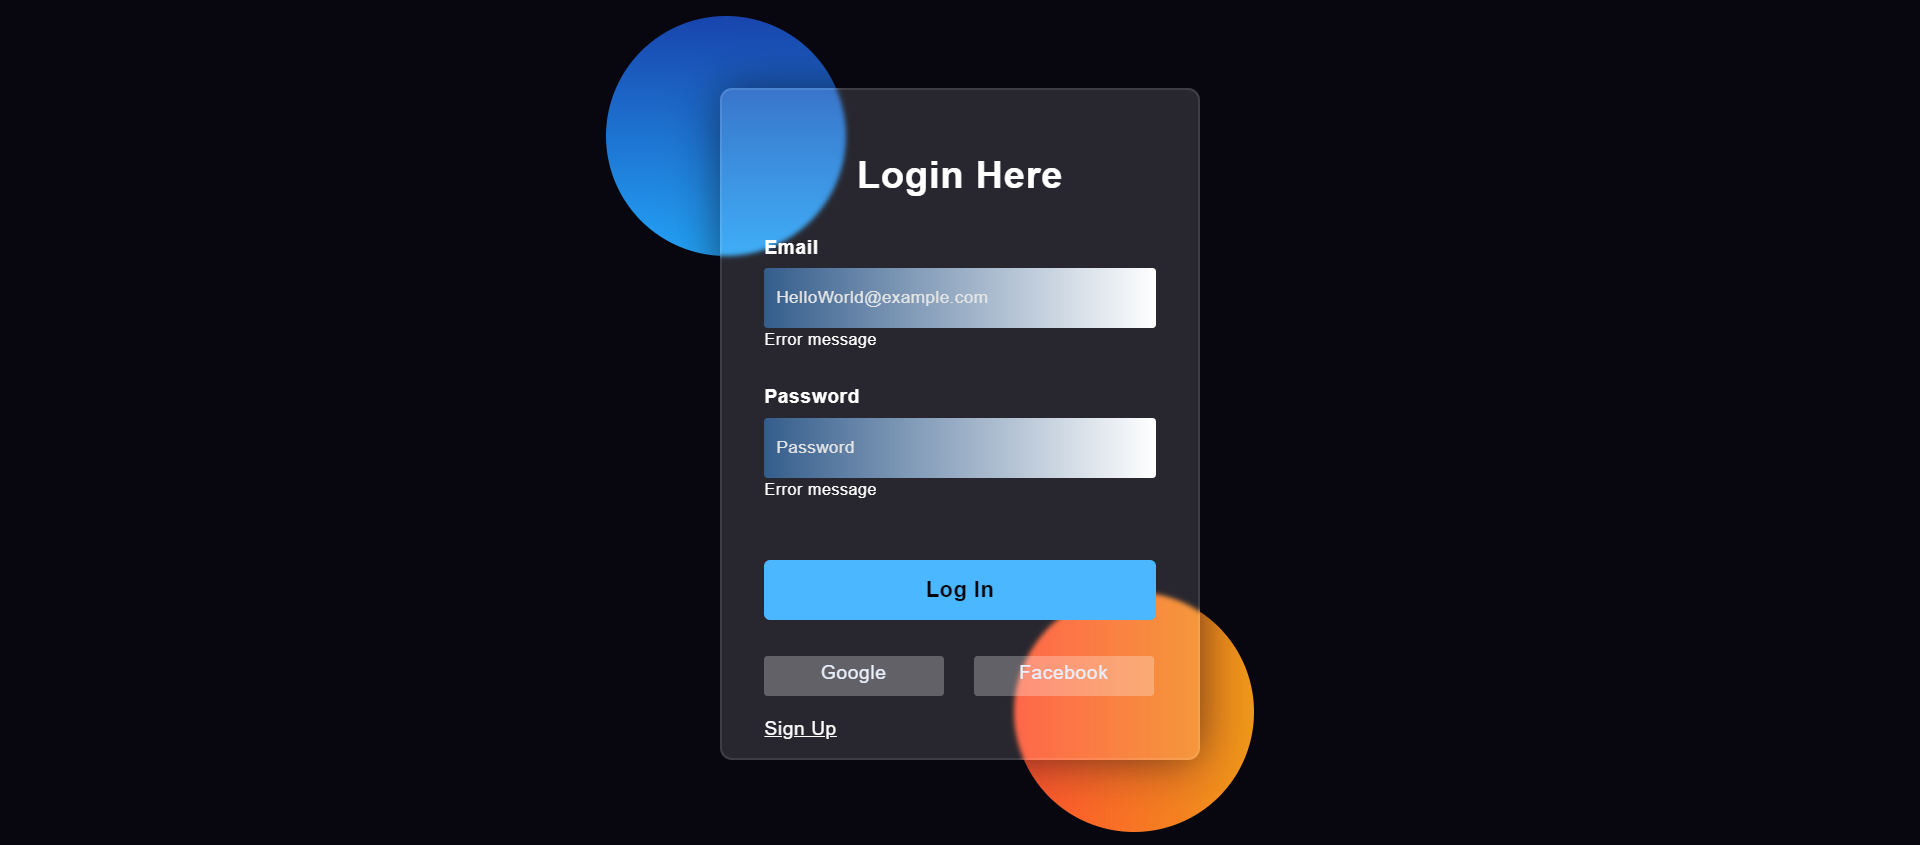 Login Here
Email
HelloWorld@example.com
Error message
Password
Password
Error message
Log In
Google Facebook
Sign Up